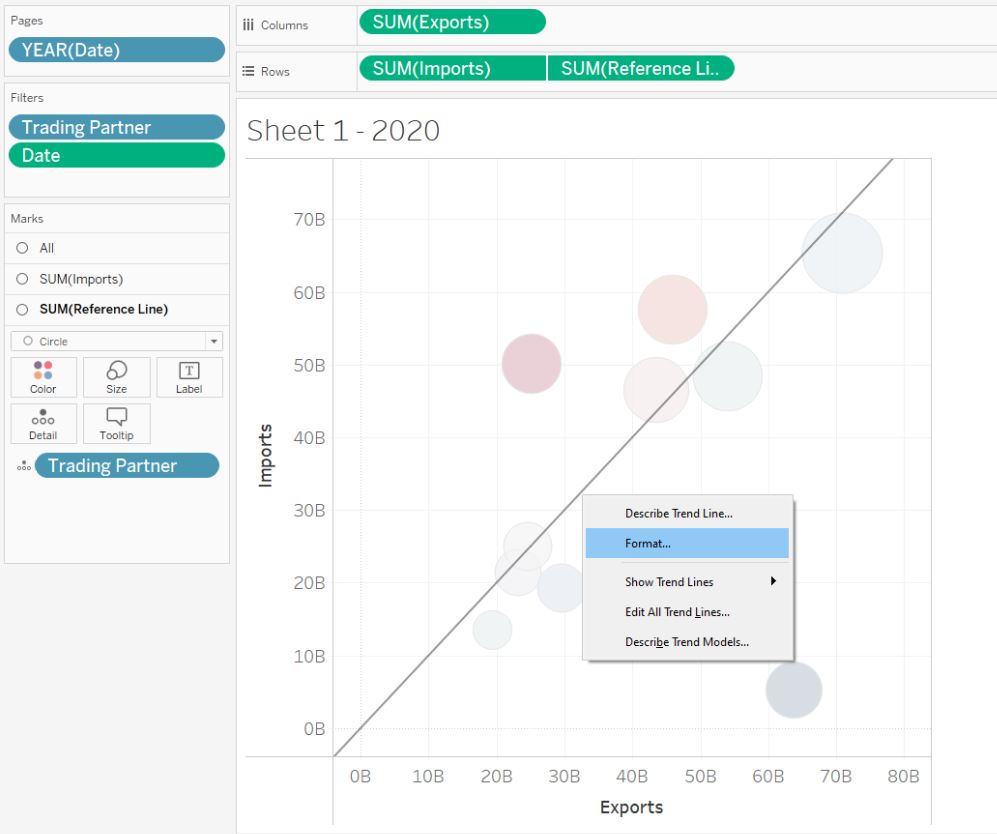 Pages
YEAR(Date)
Filters
Trading Partner
Date
Marks
All
SUM(Imports)
SUM(Reference Line)
Circle
Color
Size
T
Label
Detail
Tooltip
Trading Partner
Columns
SUM(Exports)
Rows
SUM(Imports)
SUM(Reference Li..
Sheet 1 - 2020
Imports
70B
60B
50B
40B
30B
20B
10B
0B
Describe Trend Line...
Format...
Show Trend Lines
Edit All Trend Lines...
Describe Trend Models...
0B 10B 20B 30B 40B 50B 60B 70B 80B
Exports